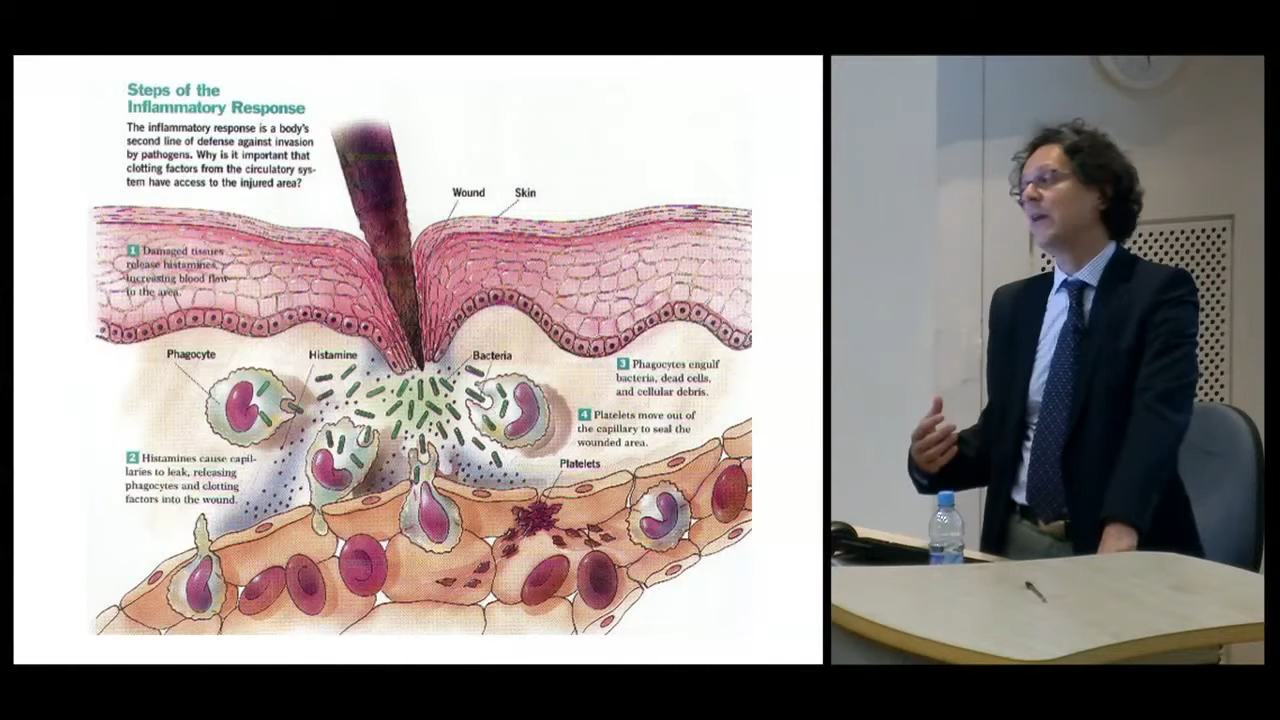 Steps of the
Inflammatory Response
The inflammatory response is a body's
second line of defense against invasion
by pathogens. Why is it important that
clotting factors from the circulatory sys-
tem have access to the injured area?
Wound
Skin
1 Damaged tissues
release histamines,
increasing blood flow
to the area.
Phagocyte
Histamine
Bacteria
3 Phagocytes engulf
bacteria, dead cells,
and cellular debris.
4 Platelets move out of
the capillary to seal the
wounded area.
2 Histamines cause capil-
laries to leak, releasing
phagocytes and clotting
factors into the wound.
Platelets